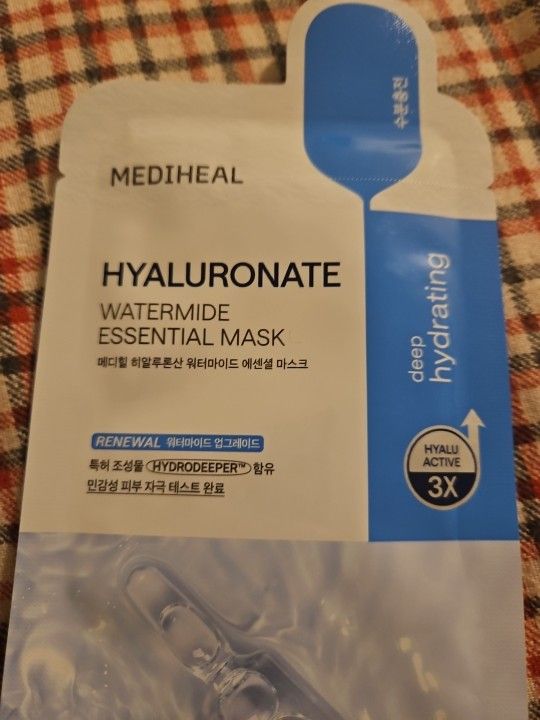 수분충전
MEDIHEAL
HYALURONATE
WATERMIDE
ESSENTIAL MASK
메디힐 히알루론산 워터마이드 에센셜 마스크
deep
hydrating
RENEWAL 워터마이드 업그레이드
특허 조성물 HYDRODEEPER™ 함유
민감성 피부 자극 테스트 완료
HYALU
ACTIVE
3X